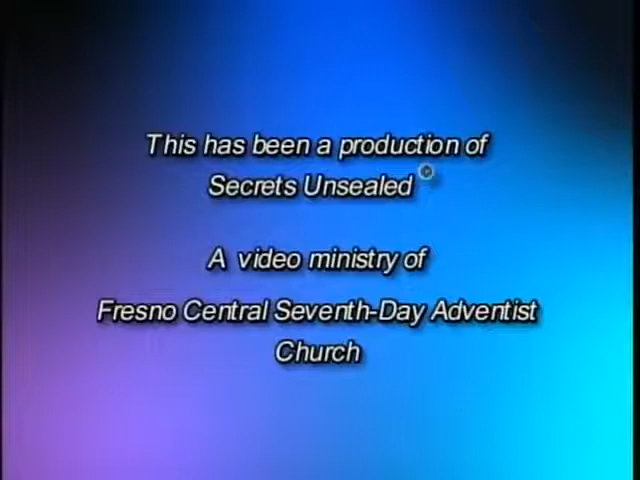 This has been a production of
Secrets Unsealed
A video ministry of
Fresno Central Seventh-Day Adventist
Church